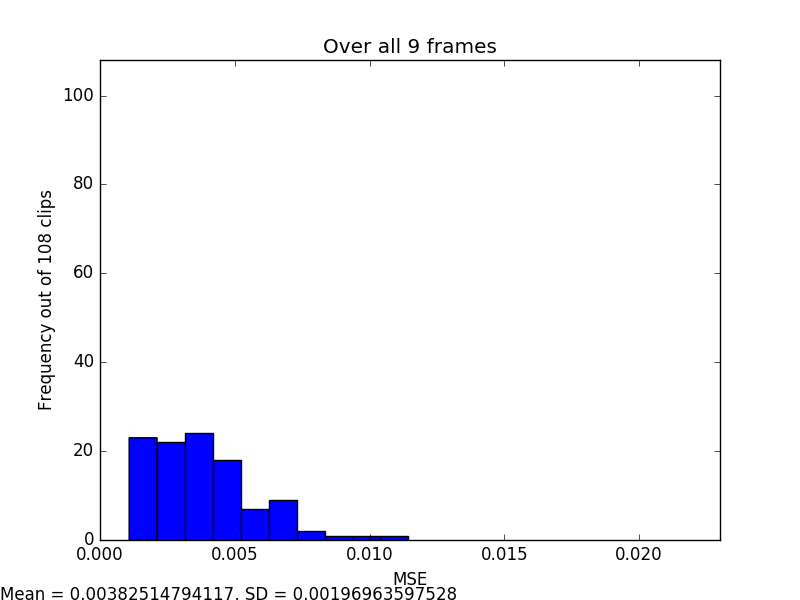 Over all 9 frames
Frequency out of 108 clips
100
80
60
40
20
0
0.000 0.005 0.010 0.015 0.020
MSE
Mean = 0.00382514794117. SD = 0.00196963597528